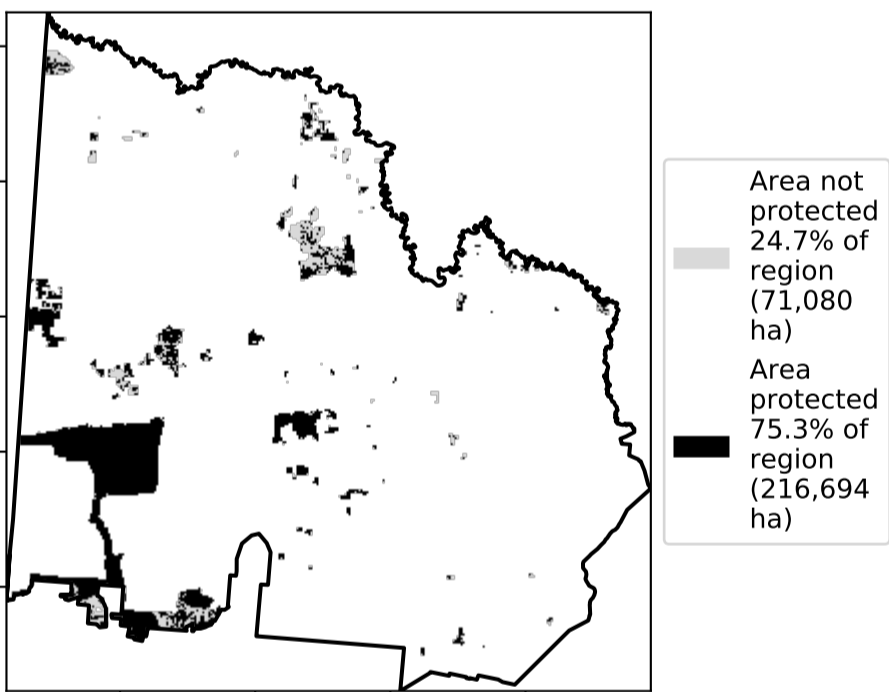 Area not
protected
24.7% of
region
(71,080
ha)
Area
protected
75.3% of
region
(216,694
ha)